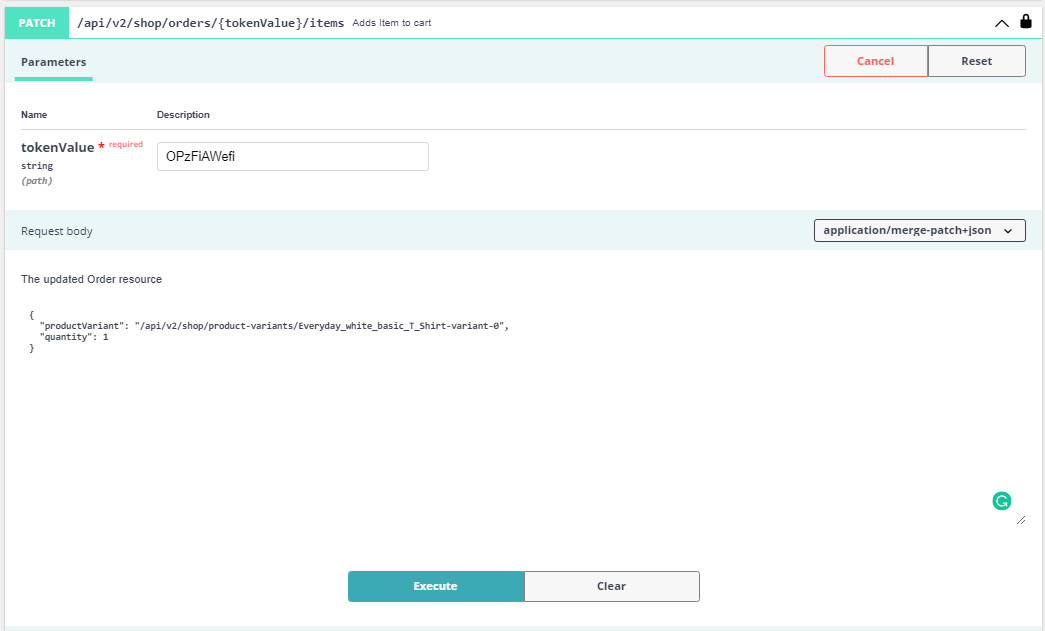 PATCH /api/v2/shop/orders/{tokenValue}/items Adds Item to cart
Parameters Cancel Reset
Name Description
tokenValue * required OPzFiAWefi
string
(path)
Request body application/merge-patch+json
The updated Order resource
{
"productVariant": "/api/v2/shop/product-variants/Everyday_white_basic_T_Shirt-variant-0",
"quantity": 1
}
Execute Clear